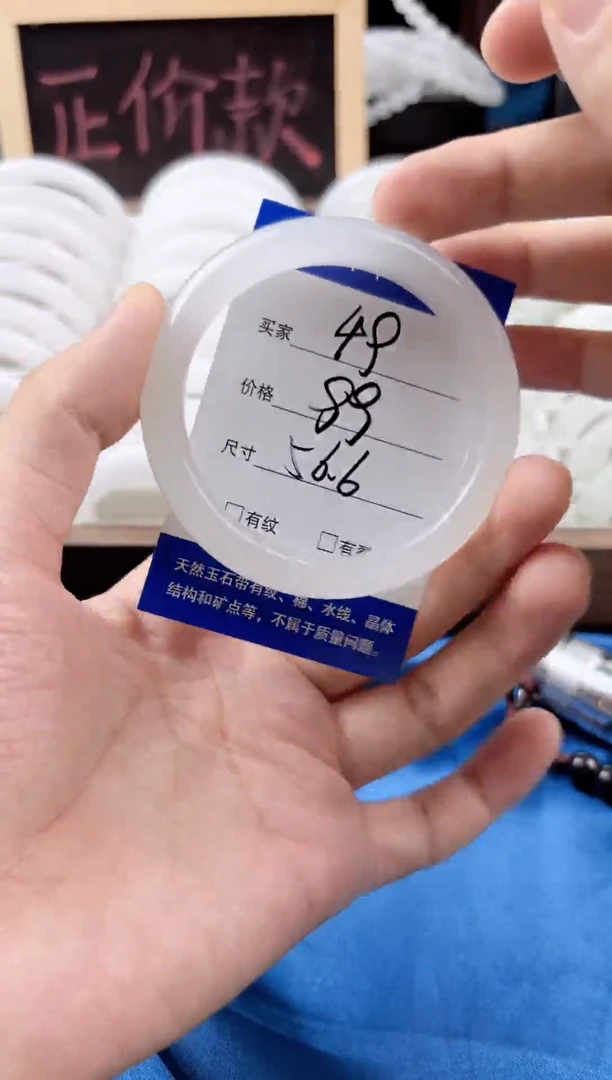 正价款
买家 49
价格 89
尺寸 56.6
□有纹 □有
天然玉石带有纹、棉、水线、晶体
结构和矿点等，不属于质量问题。